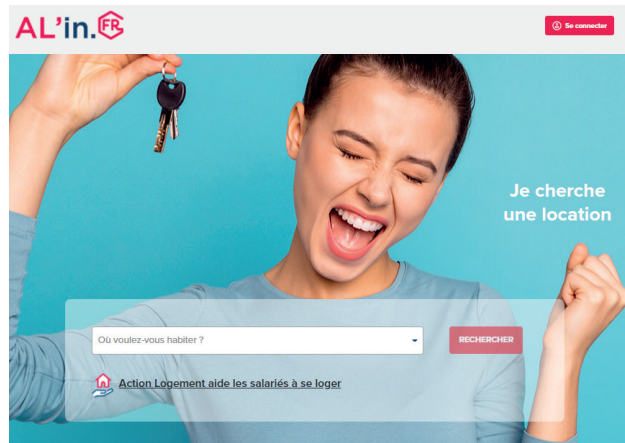 AL'in.FR
Se connecter
Je cherche
une location
Où voulez-vous habiter ?
RECHERCHER
Action Logement aide les salariés à se loger